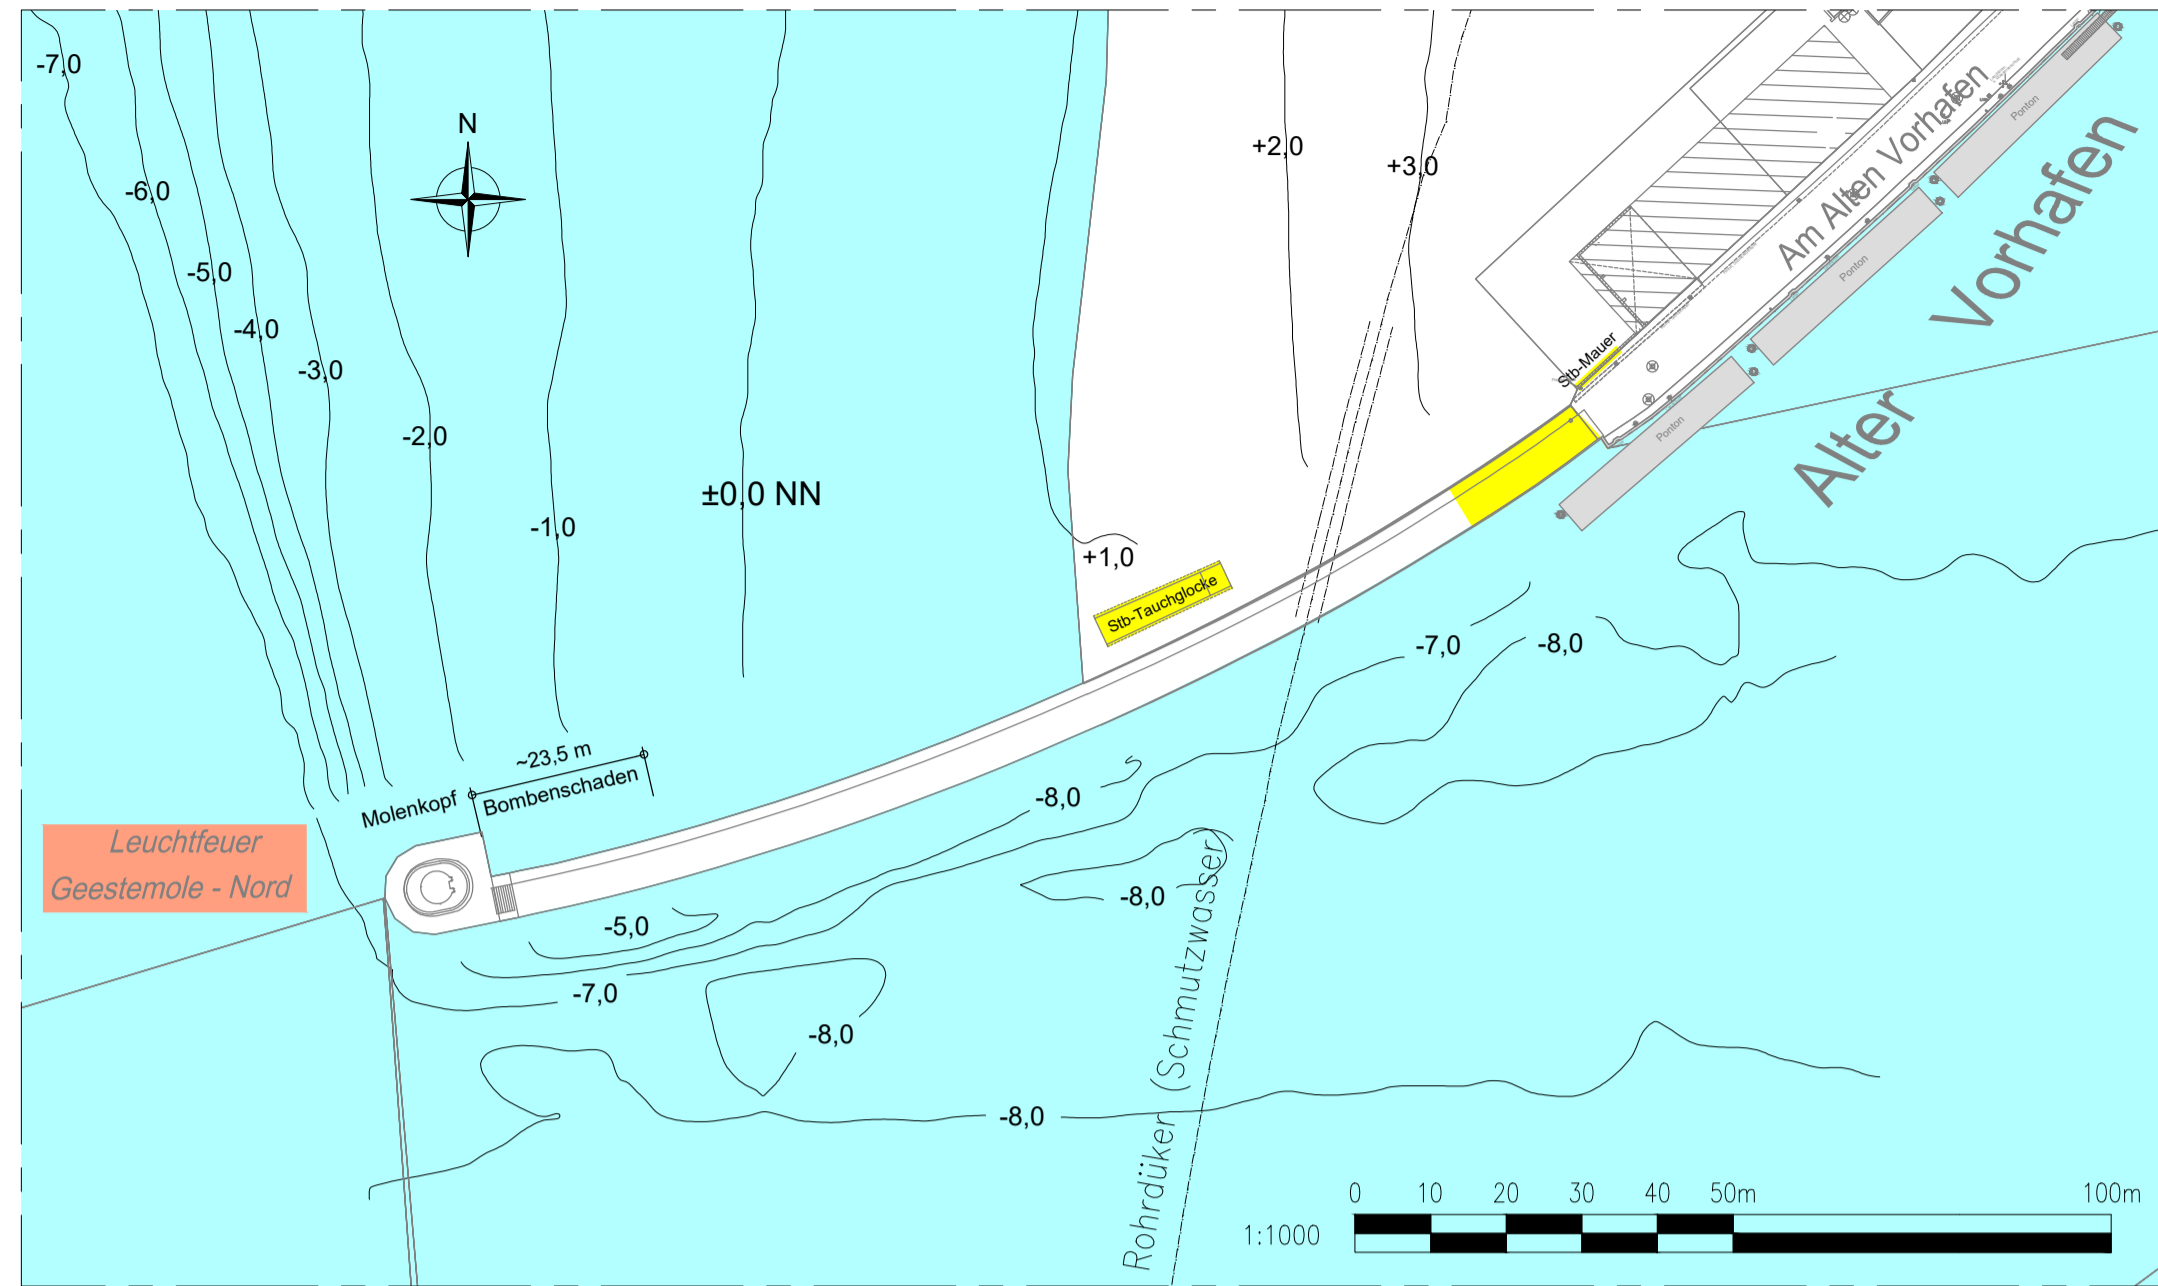 -7,0
N
-6,0
-5,0
-4,0
-3,0
-2,0
-1,0
±0,0 NN
+1,0
+2,0
+3,0
Am Alten Vorhafen
Alter Vorhafen
Ponton
Ponton
Ponton
Stb-Mauer
Stb-Tauchglocke
~23,5 m
Molenkopf
Bombenschaden
Leuchtfeuer
Geestemole - Nord
-7,0
-8,0
-8,0
-8,0
-5,0
-7,0
-8,0
-8,0
Rohrdüker (Schmutzwasser)
0 10 20 30 40 50m 100m
1:1000